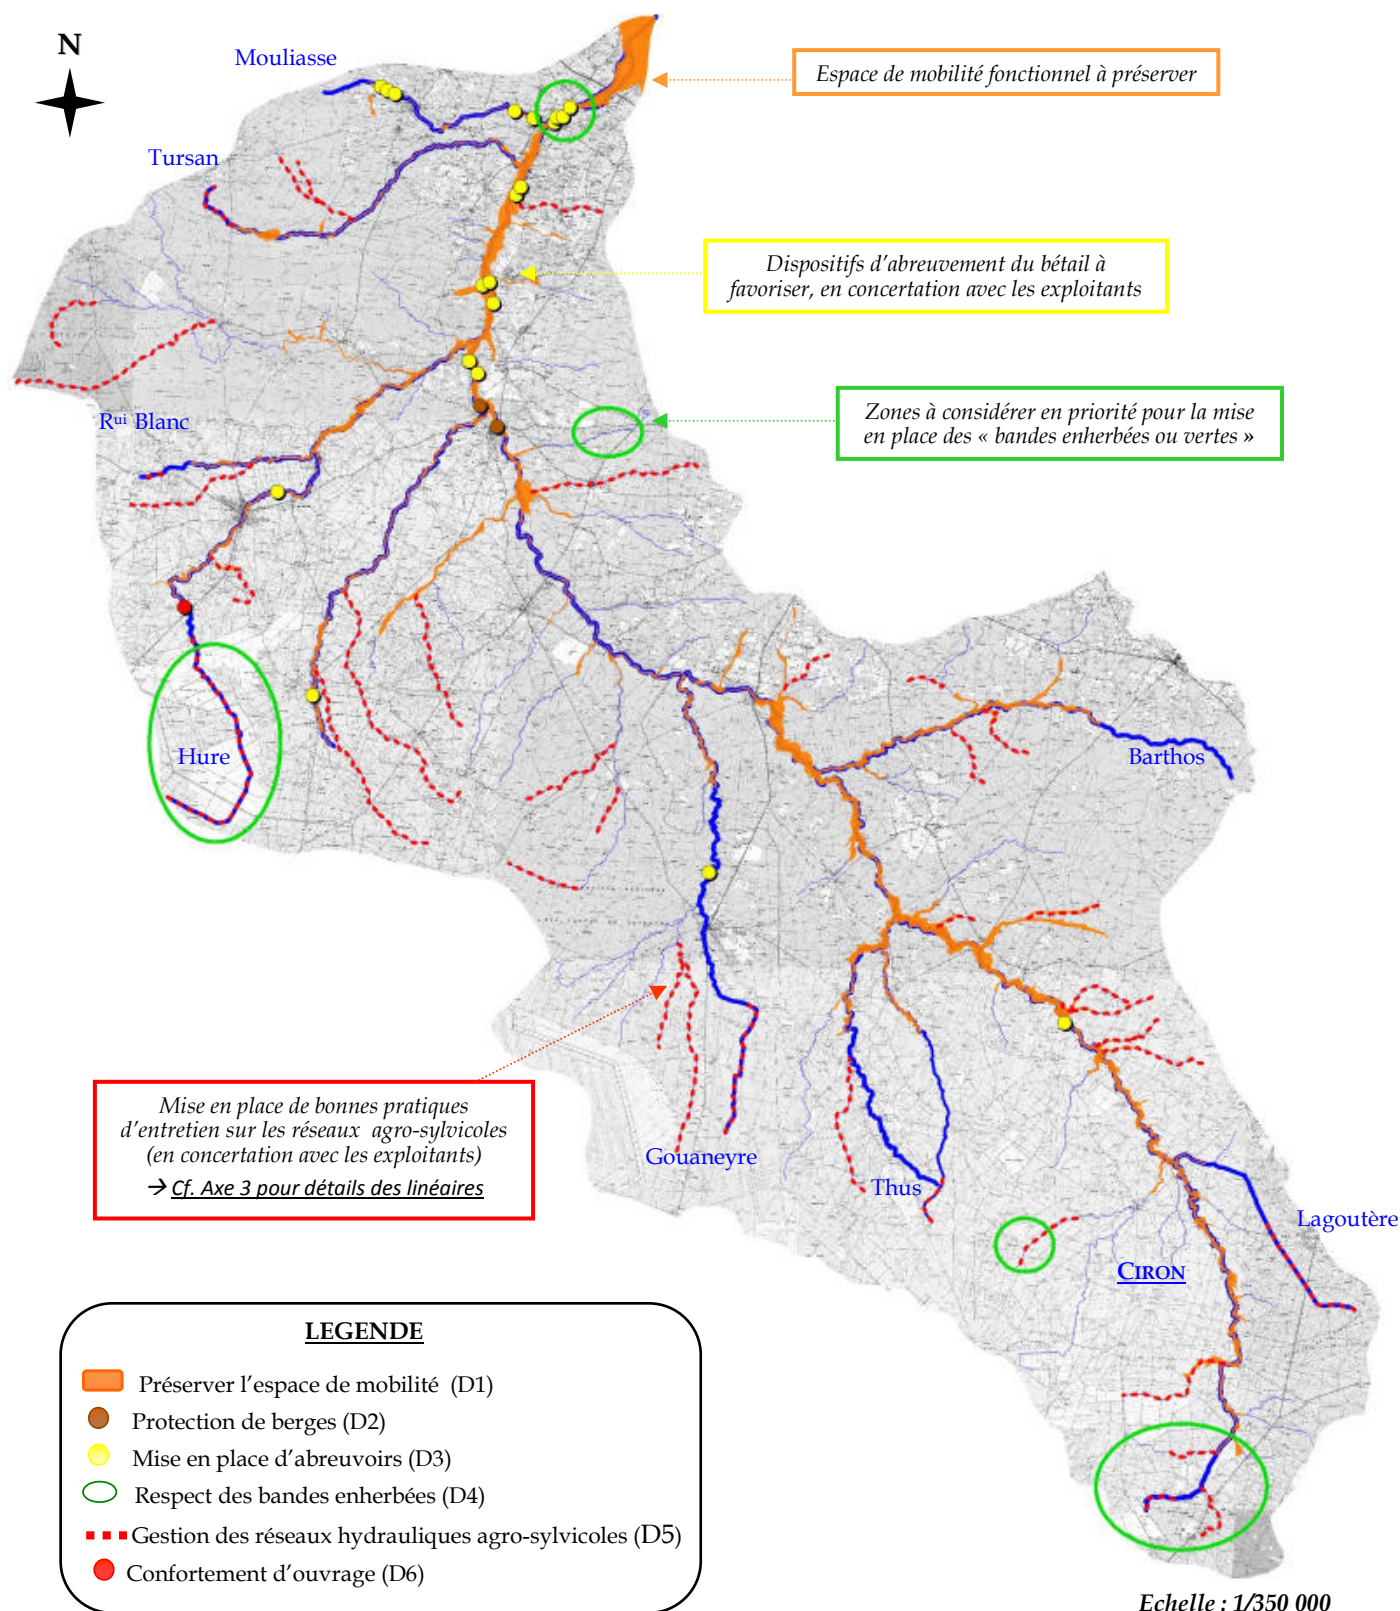 N
Mouliasse
Espace de mobilité fonctionnel à préserver
Tursan
Dispositifs d'abreuvement du bétail à
favoriser, en concertation avec les exploitants
Zones à considérer en priorité pour la mise
en place des « bandes enherbées ou vertes »
Rui Blanc
Hure
Barthos
Mise en place de bonnes pratiques
d'entretien sur les réseaux agro-sylvicoles
(en concertation avec les exploitants)
→ Cf. Axe 3 pour détails des linéaires
Gouaneyre
Thus
Lagoutère
CIRON
LEGENDE
Préserver l'espace de mobilité (D1)
Protection de berges (D2)
Mise en place d'abreuvoirs (D3)
Respect des bandes enherbées (D4)
Gestion des réseaux hydrauliques agro-sylvicoles (D5)
Confortement d'ouvrage (D6)
Echelle : 1/350 000